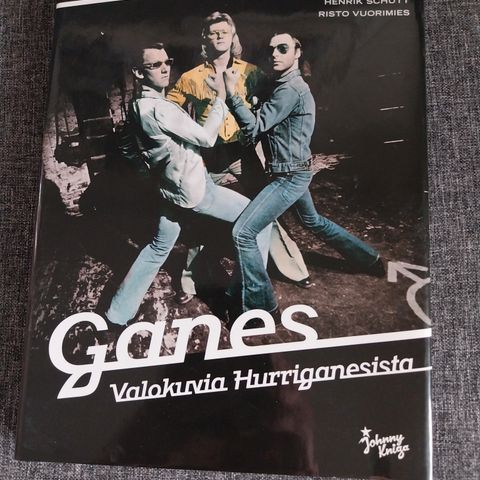 HENRIK SCHÜTT
RISTO VUORIMIES
Ganes
Valokuvia Hurriganesista
Johnny
Kniga